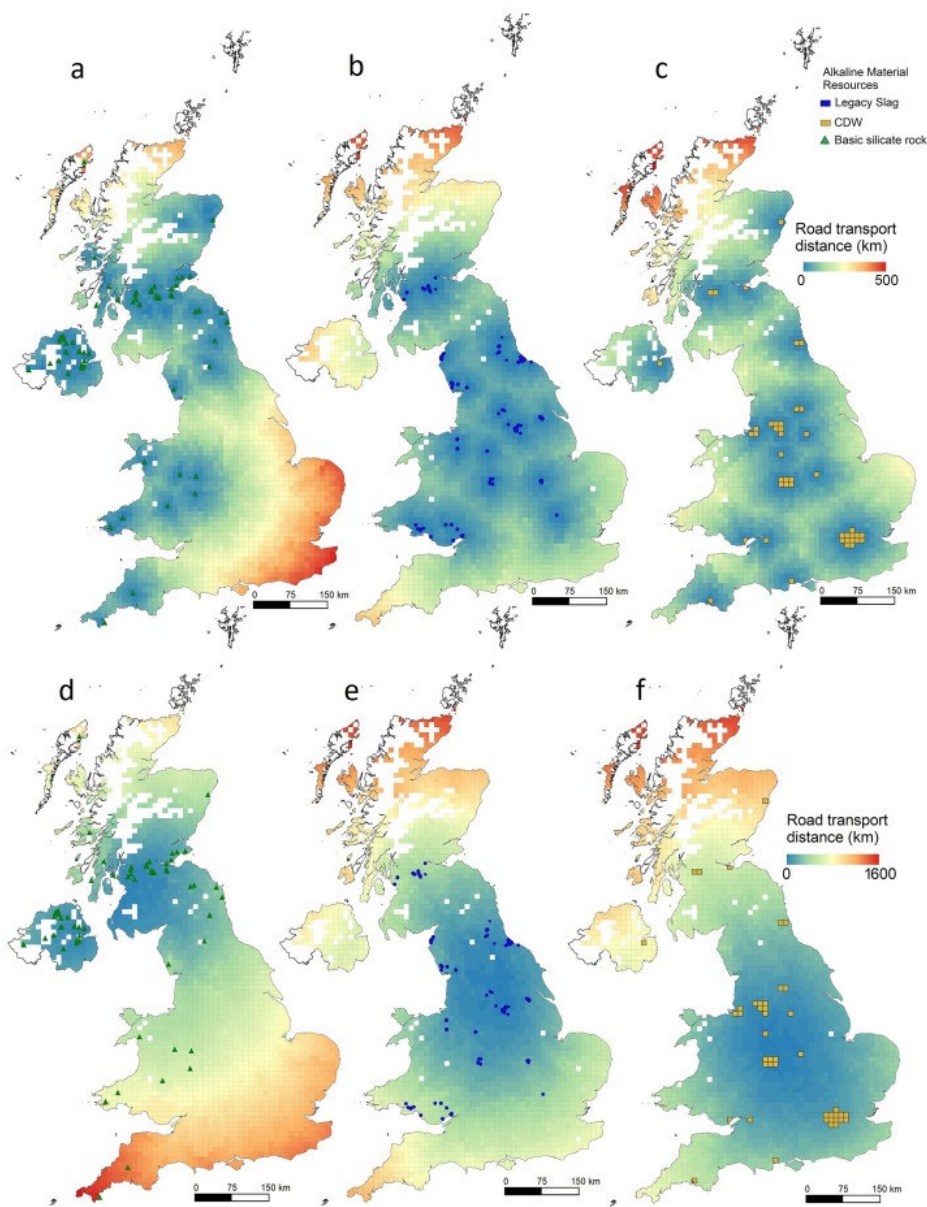 a
b
c
Alkaline Material
Resources
Legacy Slag
CDW
Basic silicate rock
Road transport
distance (km)
0
500
0 75 150 km
0 75 150 km
0 75 150 km
d
e
f
Road transport
distance (km)
0
1600
0 75 150 km
0 75 150 km
0 75 150 km